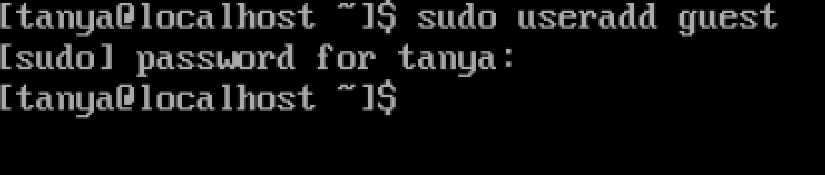 [tanya@localhost ~]$ sudo useradd guest
[sudo] password for tanya:
[tanya@localhost ~]$